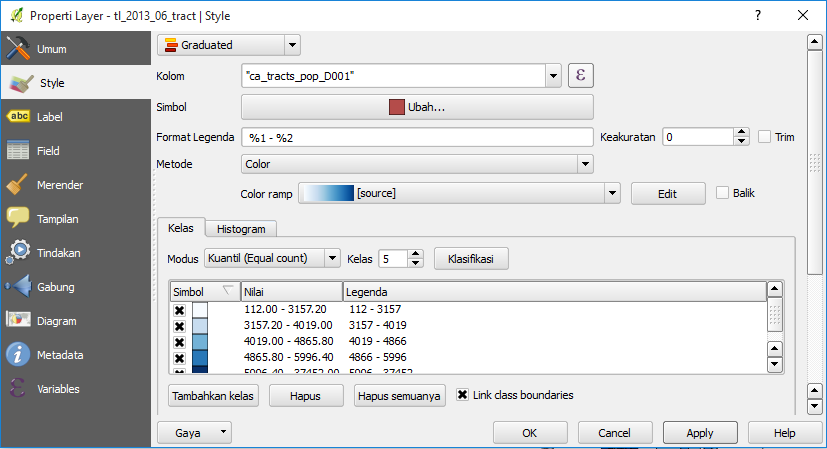 Properti Layer - tl_2013_06_tract | Style
Umum
Style
abc Label
Field
Merender
Tampilan
Tindakan
Gabung
Diagram
Metadata
Variables
Graduated
Kolom "ca_tracts_pop_D001" ε
Simbol Ubah...
Format Legenda %1 - %2 Keakuratan 0 Trim
Metode Color
Color ramp [source] Edit Balik
Kelas Histogram
Modus Kuantil (Equal count) Kelas 5 Klasifikasi
Simbol Nilai Legenda
112.00 - 3157.20 112 - 3157
3157.20 - 4019.00 3157 - 4019
4019.00 - 4865.80 4019 - 4866
4865.80 - 5996.40 4866 - 5996
5996.40 - 37452.00 5996 - 37452
Tambahkan kelas Hapus Hapus semuanya Link class boundaries
Gaya OK Cancel Apply Help